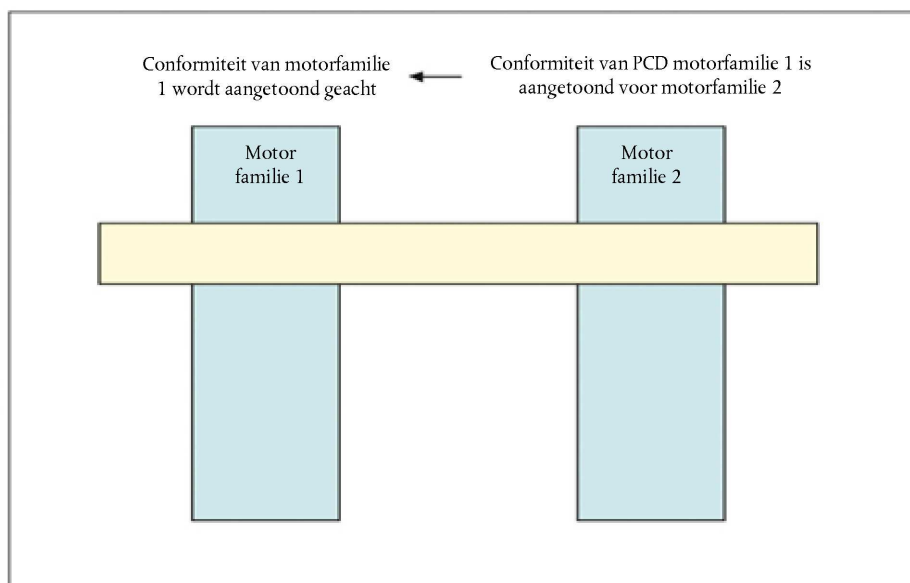 Conformiteit van motorfamilie
1 wordt aangetoond geacht
Conformiteit van PCD motorfamilie 1 is
aangetoond voor motorfamilie 2
Motor
familie 1
Motor
familie 2